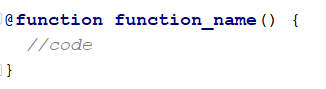 @function function_name() {
//code
}